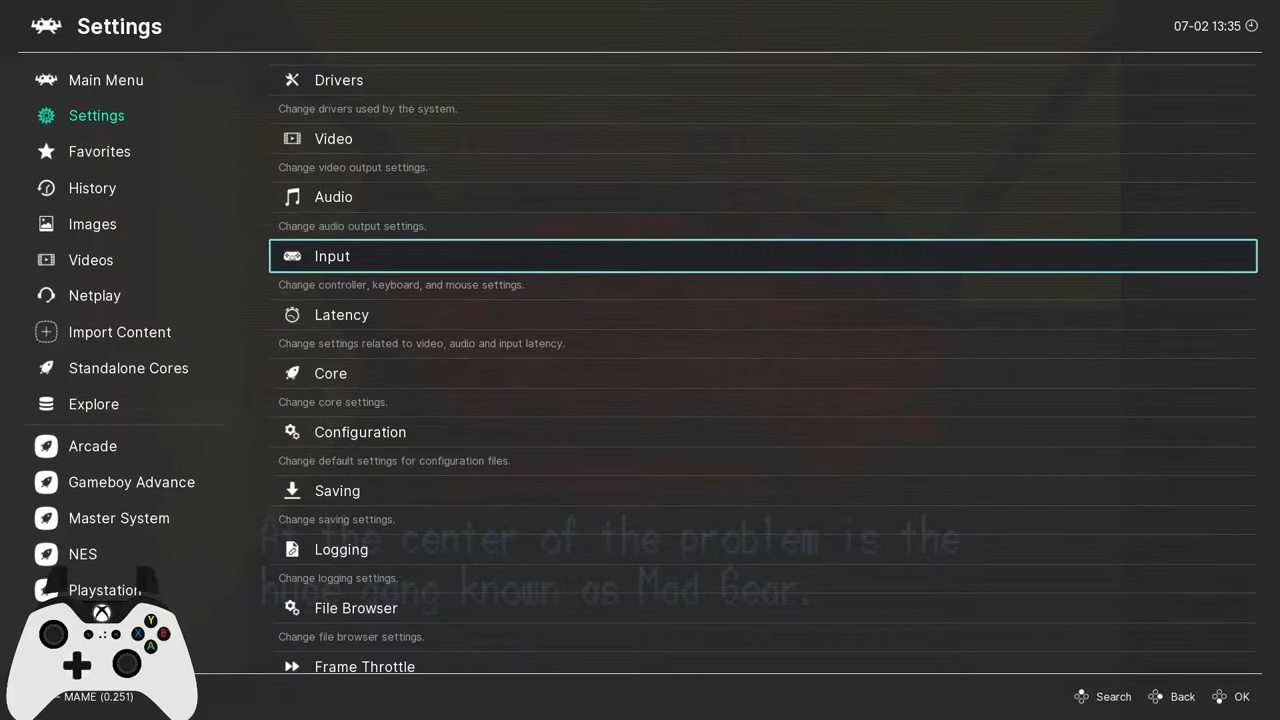 Settings
07-02 13:35
Main Menu
Settings
Favorites
History
Images
Videos
Netplay
Import Content
Standalone Cores
Explore
Arcade
Gameboy Advance
Master System
NES
Playstation
Drivers
Change drivers used by the system.
Video
Change video output settings.
Audio
Change audio output settings.
Input
Change controller, keyboard, and mouse settings.
Latency
Change settings related to video, audio and input latency.
Core
Change core settings.
Configuration
Change default settings for configuration files.
Saving
Change saving settings.
Logging
Change logging settings.
File Browser
Change file browser settings.
Frame Throttle
At the center of the problem is the
huge gang known as Mad Gear.
Y
X
B
A
- MAME (0.251)
Search
Back
OK